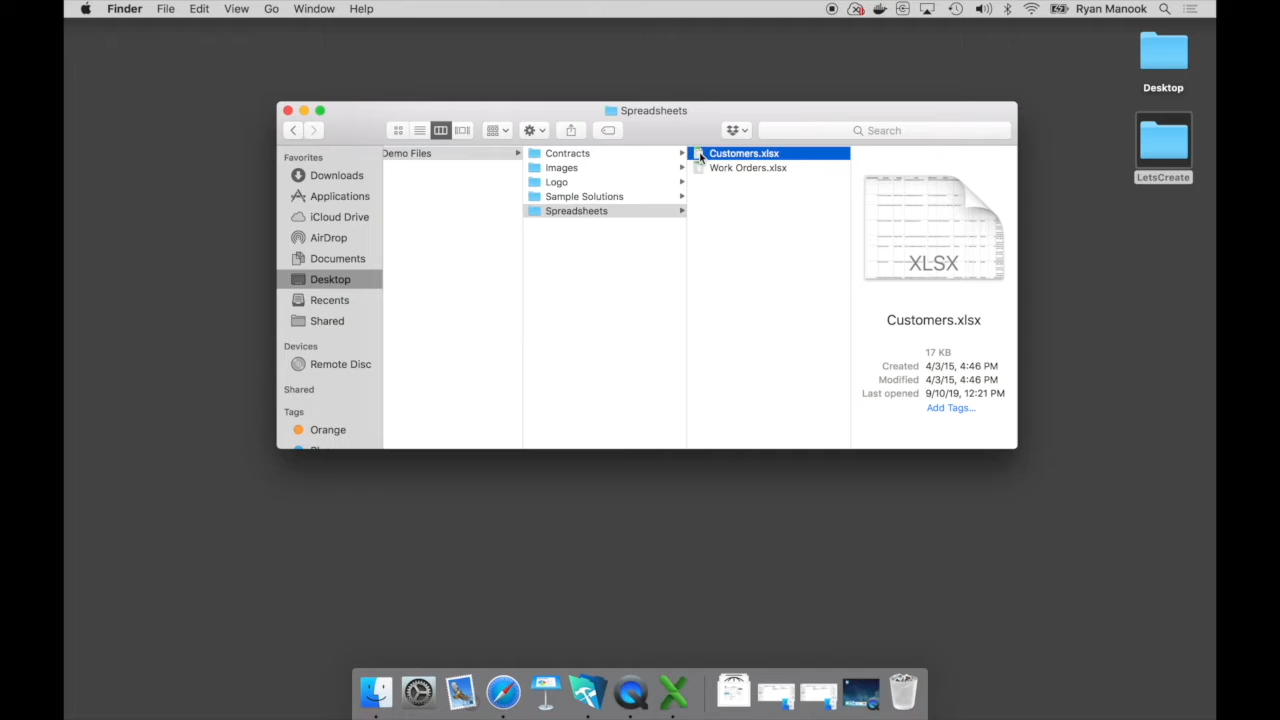 Finder File Edit View Go Window Help Ryan Manook
Desktop
LetsCreate
Spreadsheets
Search
Favorites
Downloads
Applications
iCloud Drive
AirDrop
Documents
Desktop
Recents
Shared
Devices
Remote Disc
Shared
Tags
Orange
Demo Files
Contracts
Images
Logo
Sample Solutions
Spreadsheets
Customers.xlsx
Work Orders.xlsx
XLSX
Customers.xlsx
17 KB
Created 4/3/15, 4:46 PM
Modified 4/3/15, 4:46 PM
Last opened 9/10/19, 12:21 PM
Add Tags...